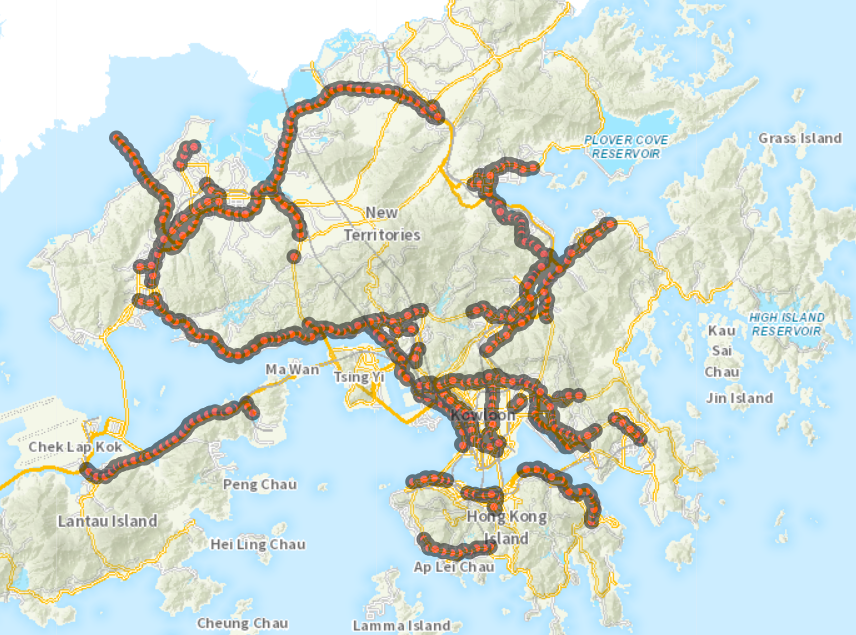 Grass Island
PLOVER COVE
RESERVOIR
New
Territories
HIGH ISLAND
RESERVOIR
Kau
Sai
Chau
Ma Wan
Tsing Yi
Jin Island
Kowloon
Chek Lap Kok
Peng Chau
Lantau Island
Hong Kong
Island
Hei Ling Chau
Ap Lei Chau
Cheung Chau
Lamma Island